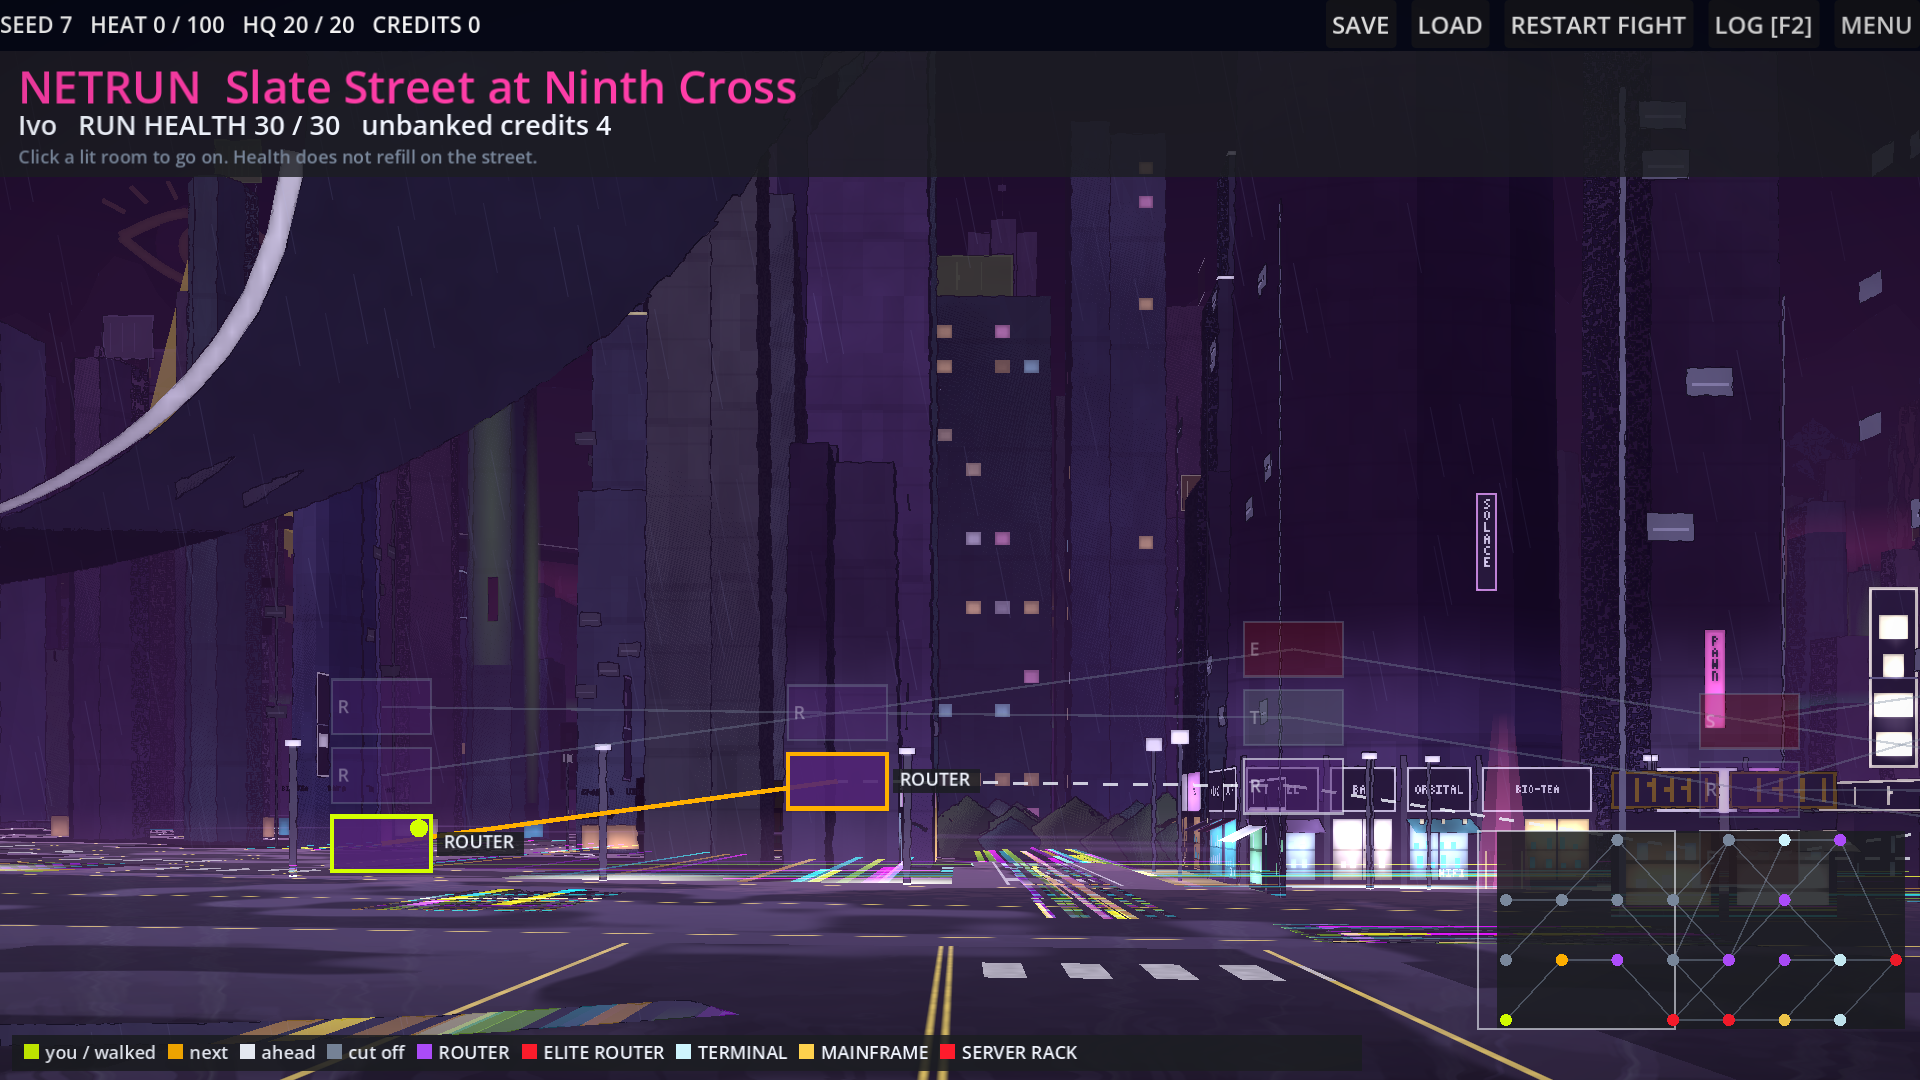 SEED 7 HEAT 0 / 100 HQ 20 / 20 CREDITS 0 SAVE LOAD RESTART FIGHT LOG [F2] MENU
NETRUN Slate Street at Ninth Cross
Ivo RUN HEALTH 30 / 30 unbanked credits 4
Click a lit room to go on. Health does not refill on the street.
SOLACE
PAWN
E
R
R
T
S
R
ROUTER
R
BA
ORBITAL
BIO-TEA
R
ROUTER
you / walked next ahead cut off ROUTER ELITE ROUTER TERMINAL MAINFRAME SERVER RACK